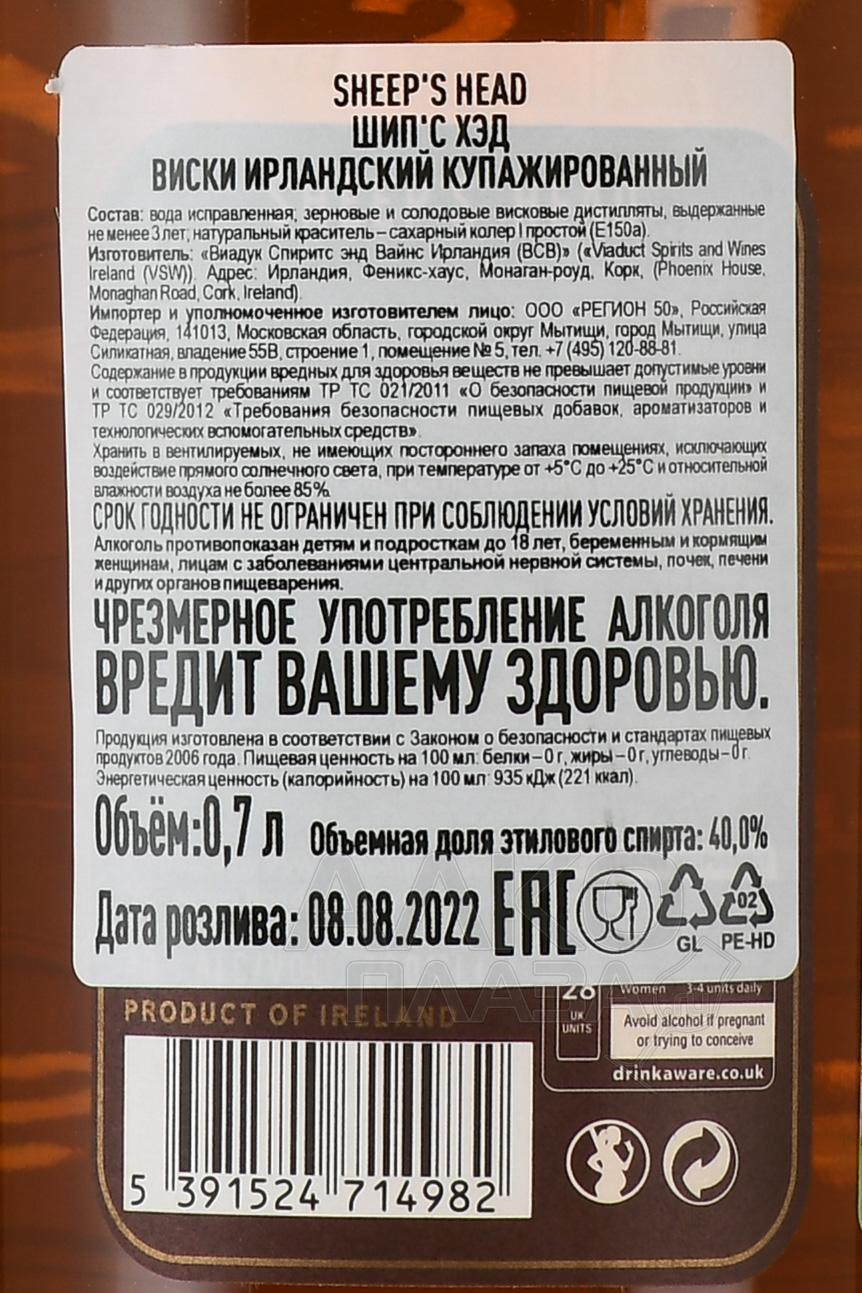 SHEEP'S HEAD
ШИП'С ХЭД
ВИСКИ ИРЛАНДСКИЙ КУПАЖИРОВАННЫЙ
Состав: вода исправленная, зерновые и солодовые висковые дистилляты, выдержанные
не менее 3 лет, натуральный краситель – сахарный колер I простой (Е150а).
Изготовитель: «Виадук Спиритс энд Вайнс Ирландия (ВСВ)» («Viaduct Spirits and Wines
Ireland (VSW)). Адрес: Ирландия, Феникс-хаус, Монаган-роуд, Корк, (Phoenix House,
Monaghan Road, Cork, Ireland).
Импортер и уполномоченное изготовителем лицо: ООО «РЕГИОН 50», Российская
Федерация, 141013, Московская область, городской округ Мытищи, город Мытищи, улица
Силикатная, владение 55В, строение 1, помещение № 5, тел. +7 (495) 120-88-81.
Содержание в продукции вредных для здоровья веществ не превышает допустимые уровни
и соответствует требованиям ТР ТС 021/2011 «О безопасности пищевой продукции» и
ТР ТС 029/2012 «Требования безопасности пищевых добавок, ароматизаторов и
технологических вспомогательных средств».
Хранить в вентилируемых, не имеющих постороннего запаха помещениях, исключающих
воздействие прямого солнечного света, при температуре от +5°С до +25°С и относительной
влажности воздуха не более 85%.
СРОК ГОДНОСТИ НЕ ОГРАНИЧЕН ПРИ СОБЛЮДЕНИИ УСЛОВИЙ ХРАНЕНИЯ.
Алкоголь противопоказан детям и подросткам до 18 лет, беременным и кормящим
женщинам, лицам с заболеваниями центральной нервной системы, почек, печени
и других органов пищеварения.
ЧРЕЗМЕРНОЕ УПОТРЕБЛЕНИЕ АЛКОГОЛЯ
ВРЕДИТ ВАШЕМУ ЗДОРОВЬЮ.
Продукция изготовлена в соответствии с Законом о безопасности и стандартах пищевых
продуктов 2006 года. Пищевая ценность на 100 мл: белки – 0 г, жиры – 0 г, углеводы – 0 г.
Энергетическая ценность (калорийность) на 100 мл: 935 кДж (221 ккал).
Объём: 0,7 л Объемная доля этилового спирта: 40,0%
Дата розлива: 08.08.2022 ЕАС
GL
02
PE-HD
АЛКО
ПЛАЗА
PRODUCT OF IRELAND
28
UK
UNITS
Women 3-4 units daily
Avoid alcohol if pregnant
or trying to conceive
drinkaware.co.uk
5 391524 714982